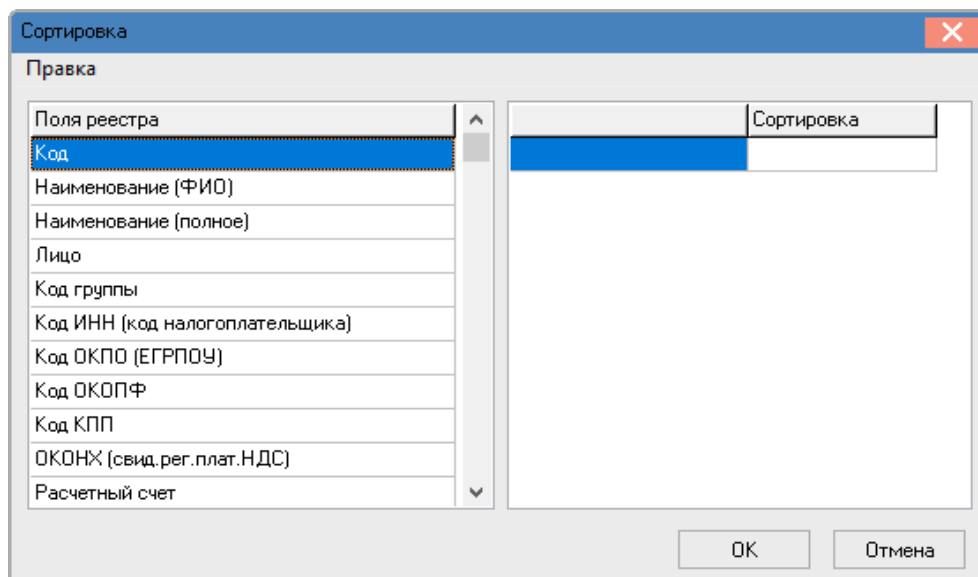 Сортировка
Правка
Поля реестра
Сортировка
Код
Наименование (ФИО)
Наименование (полное)
Лицо
Код группы
Код ИНН (код налогоплательщика)
Код ОКПО (ЕГРПОУ)
Код ОКОПФ
Код КПП
ОКОНХ (свид.рег.плат.НДС)
Расчетный счет
OK
Отмена